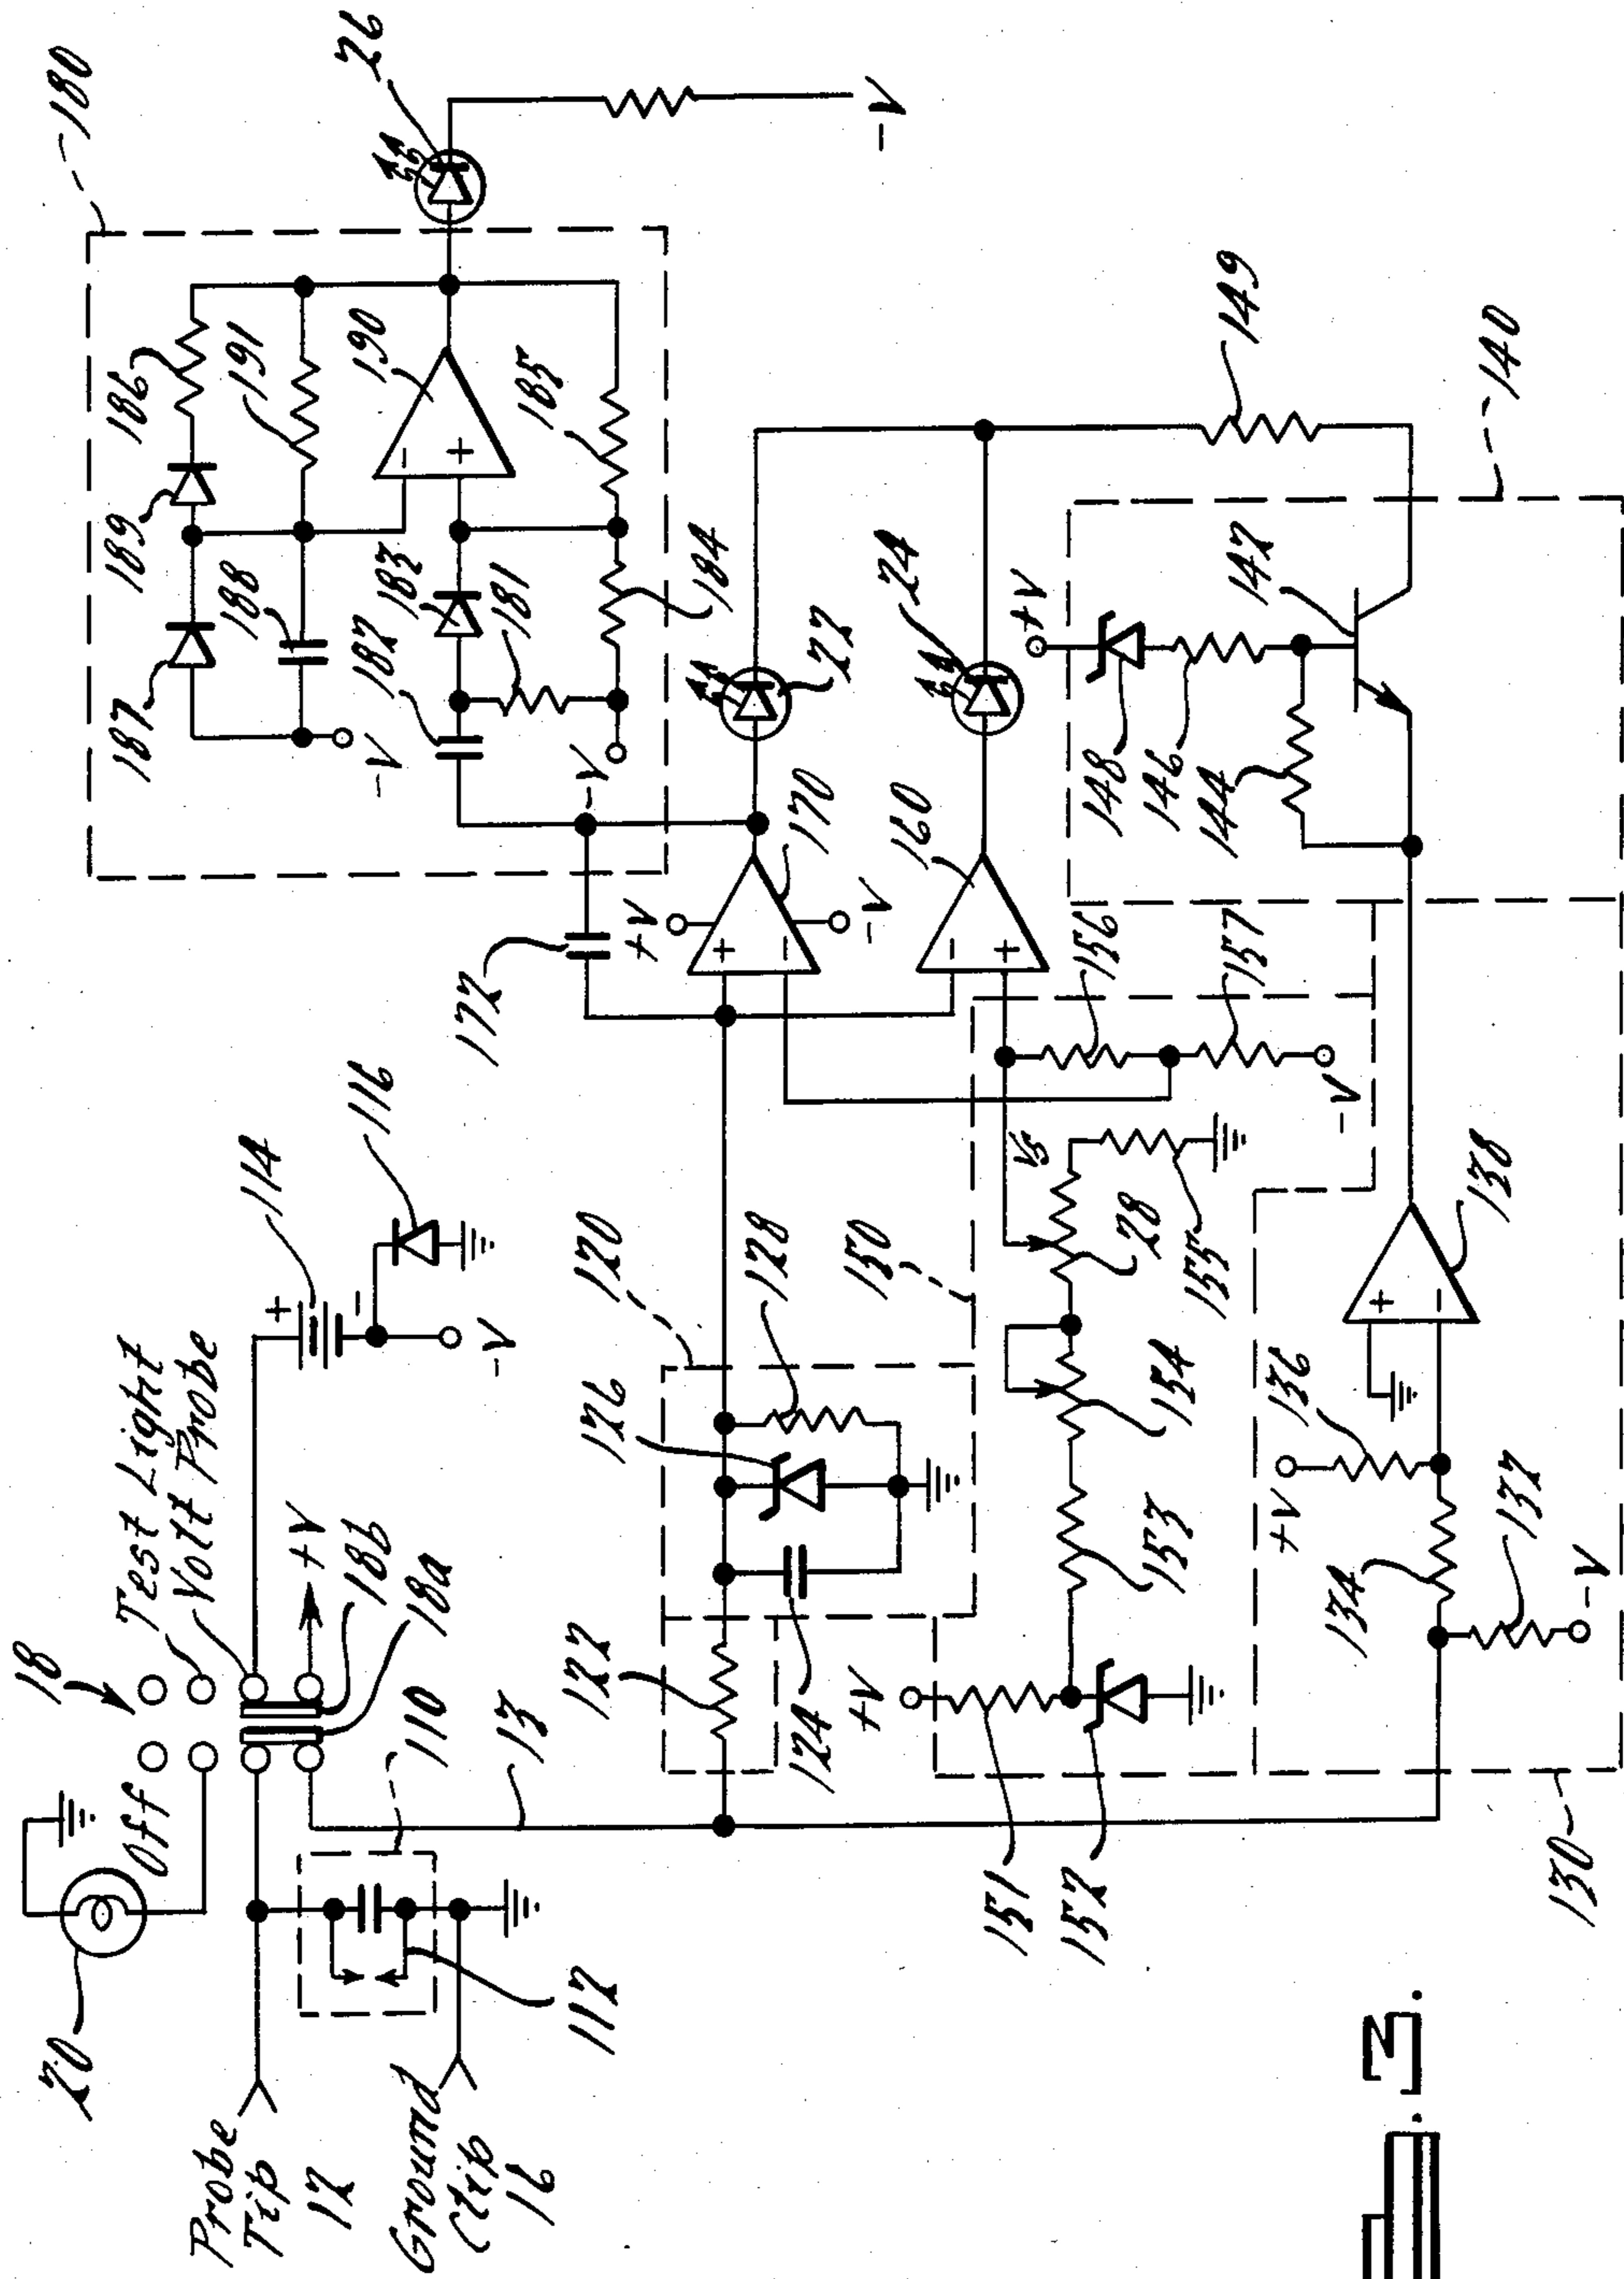 20
18
Off
Test Light
Volt Probe
Probe
Tip
12
Ground
Clip
16
112
110
13
+V
18b
18a
114
+
-
116
-V
180
187
189
186
188
191
190
182
183
181
184
185
-V
-V
-
+
26
-V
122
124
126
128
120
150
172
+V
+
-
-V
170
22
160
-
+
24
149
+V
151
152
153
154
28
155
Vs
156
157
-V
+V
148
146
144
142
140
130
134
132
-V
+V
136
+
-
138
FIG. 3.